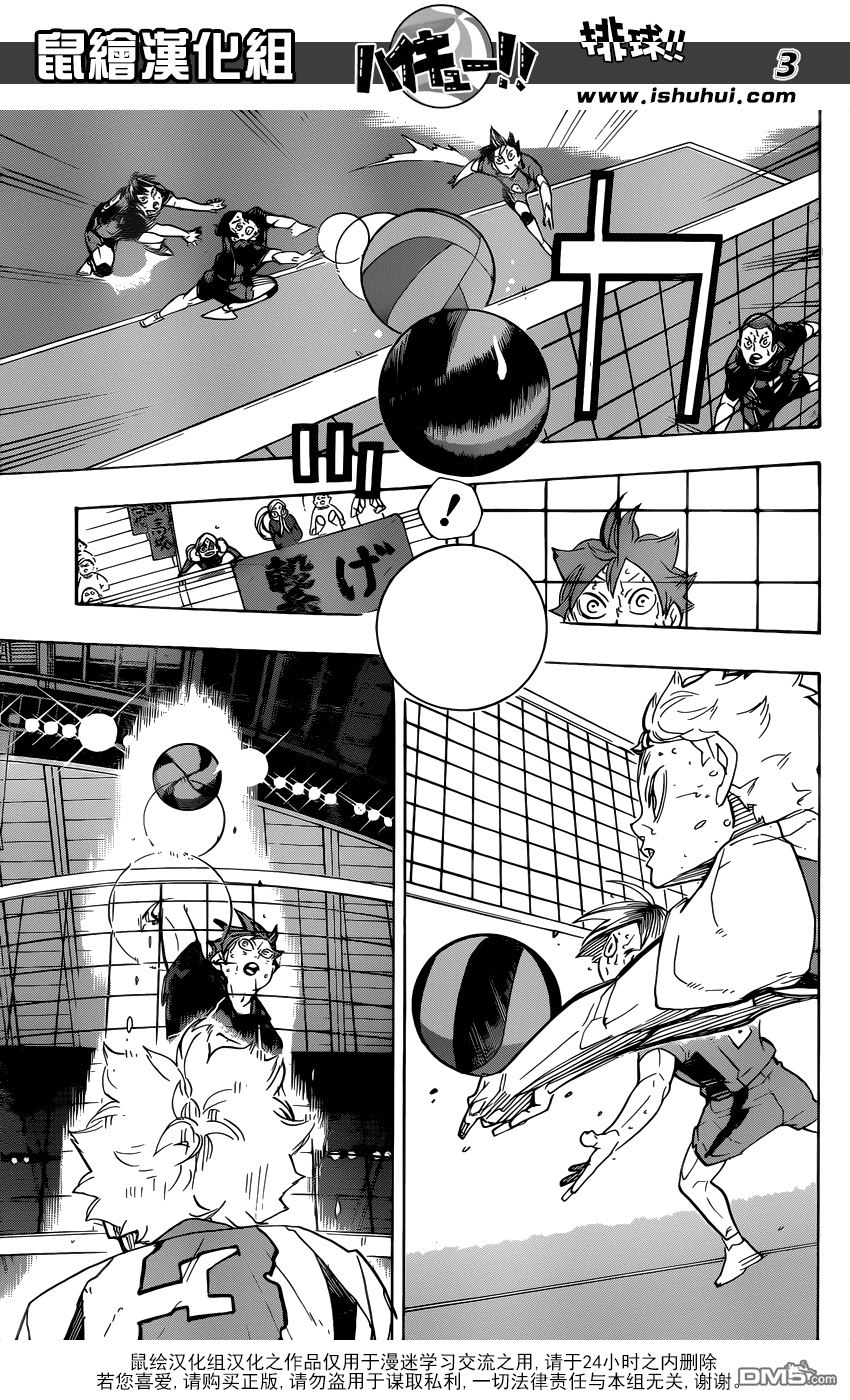 鼠繪漢化組
ハイキュー!!
排球!!
3
www.ishuhui.com
カ
!
繋げ
3
鼠绘汉化组汉化之作品仅用于漫迷学习交流之用,请于24小时之内删除
若您喜爱,请购买正版,请勿盗用于谋取私利,一切法律责任与本组无关,谢谢。
DM5.com